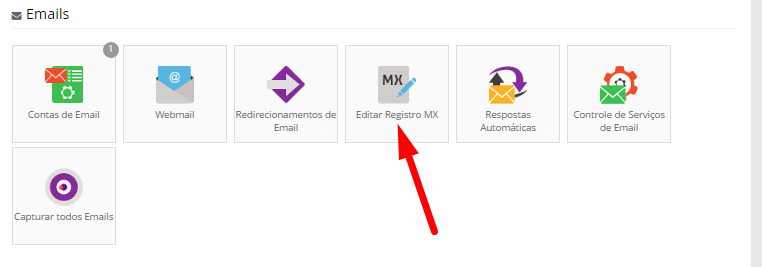 Emails
1
@
MX
Contas de Email
Webmail
Redirecionamentos de
Email
Editar Registro MX
Respostas
Automáticas
Controle de Serviços
de Email
Capturar todos Emails